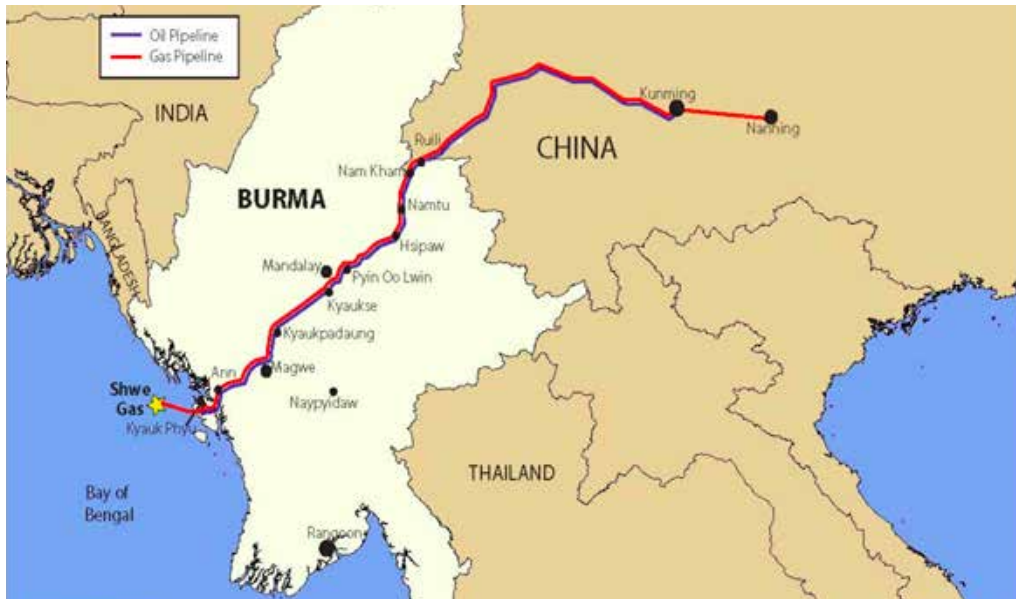 Oil Pipeline
Gas Pipeline
INDIA
CHINA
Kunming
Nanning
Ruili
Nam Kham
BURMA
Namtu
BANGLADESH
Hsipaw
Mandalay
Pyin Oo Lwin
Kyaukse
Kyaukpadaung
Ann
Magwe
Shwe
Gas
Naypyidaw
Kyauk Phyu
THAILAND
Bay of
Bengal
Rangoon